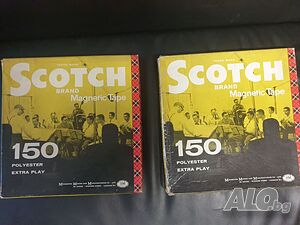 SCOTCH
BRAND
Magnetic Tape
150
POLYESTER
EXTRA PLAY
SCOTCH
BRAND
Magnetic Tape
150
POLYESTER
EXTRA PLAY
ALO.bg